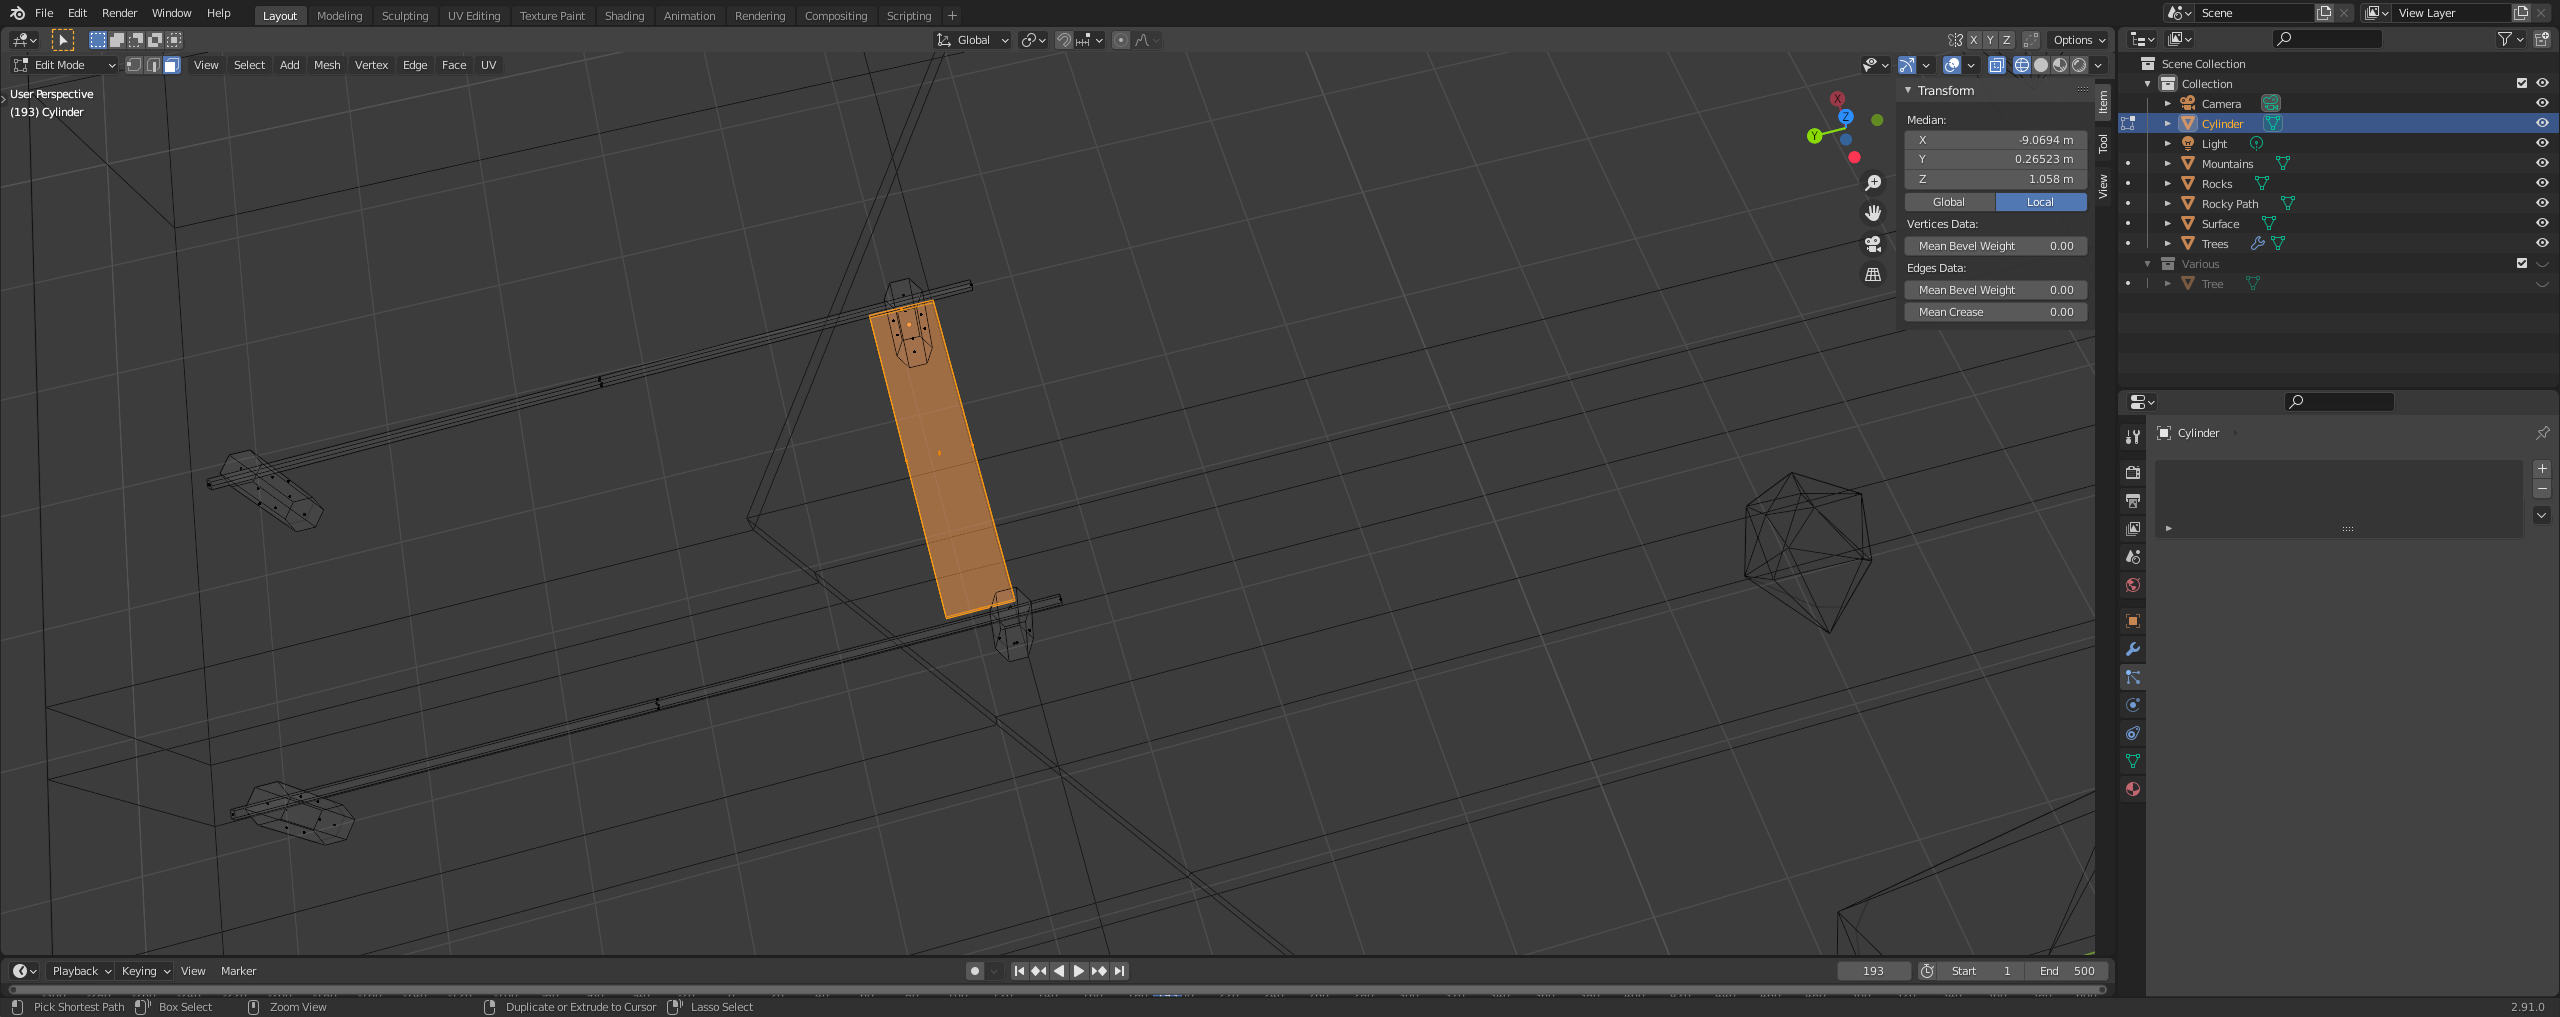 File Edit Render Window Help Layout Modeling Sculpting UV Editing Texture Paint Shading Animation Rendering Compositing Scripting + Scene View Layer
Global X Y Z Options
Edit Mode View Select Add Mesh Vertex Edge Face UV
User Perspective
(193) Cylinder
X
Z
Y
Transform
Median:
X -9.0694 m
Y 0.26523 m
Z 1.058 m
Global Local
Vertices Data:
Mean Bevel Weight 0.00
Edges Data:
Mean Bevel Weight 0.00
Mean Crease 0.00
Item
Tool
View
Scene Collection
Collection
Camera
Cylinder
Light
Mountains
Rocks
Rocky Path
Surface
Trees
Various
Tree
Cylinder
Playback Keying View Marker 193 Start 1 End 500
Pick Shortest Path Box Select Zoom View Duplicate or Extrude to Cursor Lasso Select 2.91.0